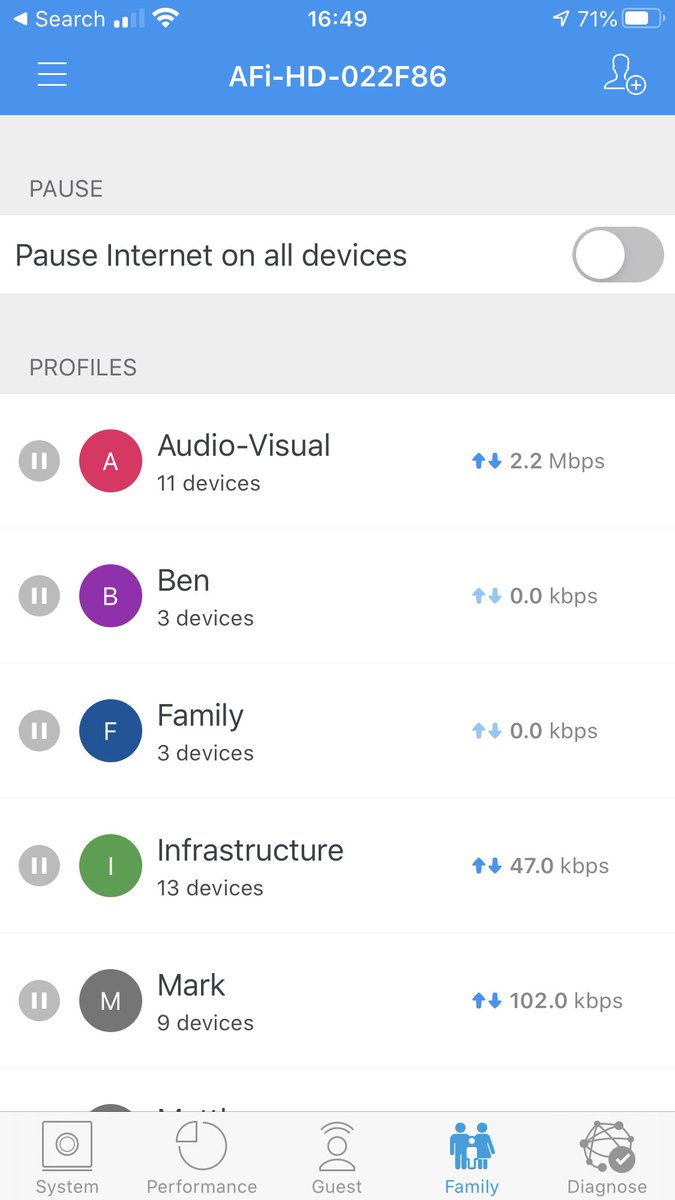 Search
16:49
71%
AFi-HD-022F86
PAUSE
Pause Internet on all devices
PROFILES
A
Audio-Visual
11 devices
2.2 Mbps
B
Ben
3 devices
0.0 kbps
F
Family
3 devices
0.0 kbps
I
Infrastructure
13 devices
47.0 kbps
M
Mark
9 devices
102.0 kbps
System
Performance
Guest
Family
Diagnose